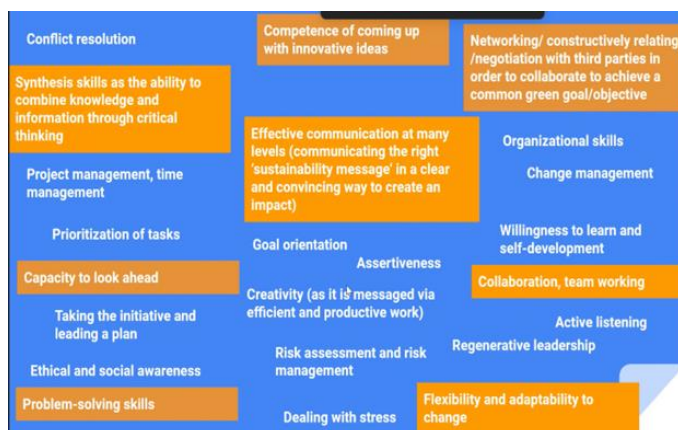 Conflict resolution
Synthesis skills as the ability to
combine knowledge and
information through critical
thinking
Project management, time
management
Prioritization of tasks
Capacity to look ahead
Taking the initiative and
leading a plan
Ethical and social awareness
Problem-solving skills
Competence of coming up
with innovative ideas
Effective communication at many
levels (communicating the right
'sustainability message' in a clear
and convincing way to create an
impact)
Goal orientation
Assertiveness
Creativity (as it is messaged via
efficient and productive work)
Risk assessment and risk
management
Dealing with stress
Networking/ constructively relating
/negotiation with third parties in
order to collaborate to achieve a
common green goal/objective
Organizational skills
Change management
Willingness to learn and
self-development
Collaboration, team working
Active listening
Regenerative leadership
Flexibility and adaptability to
change